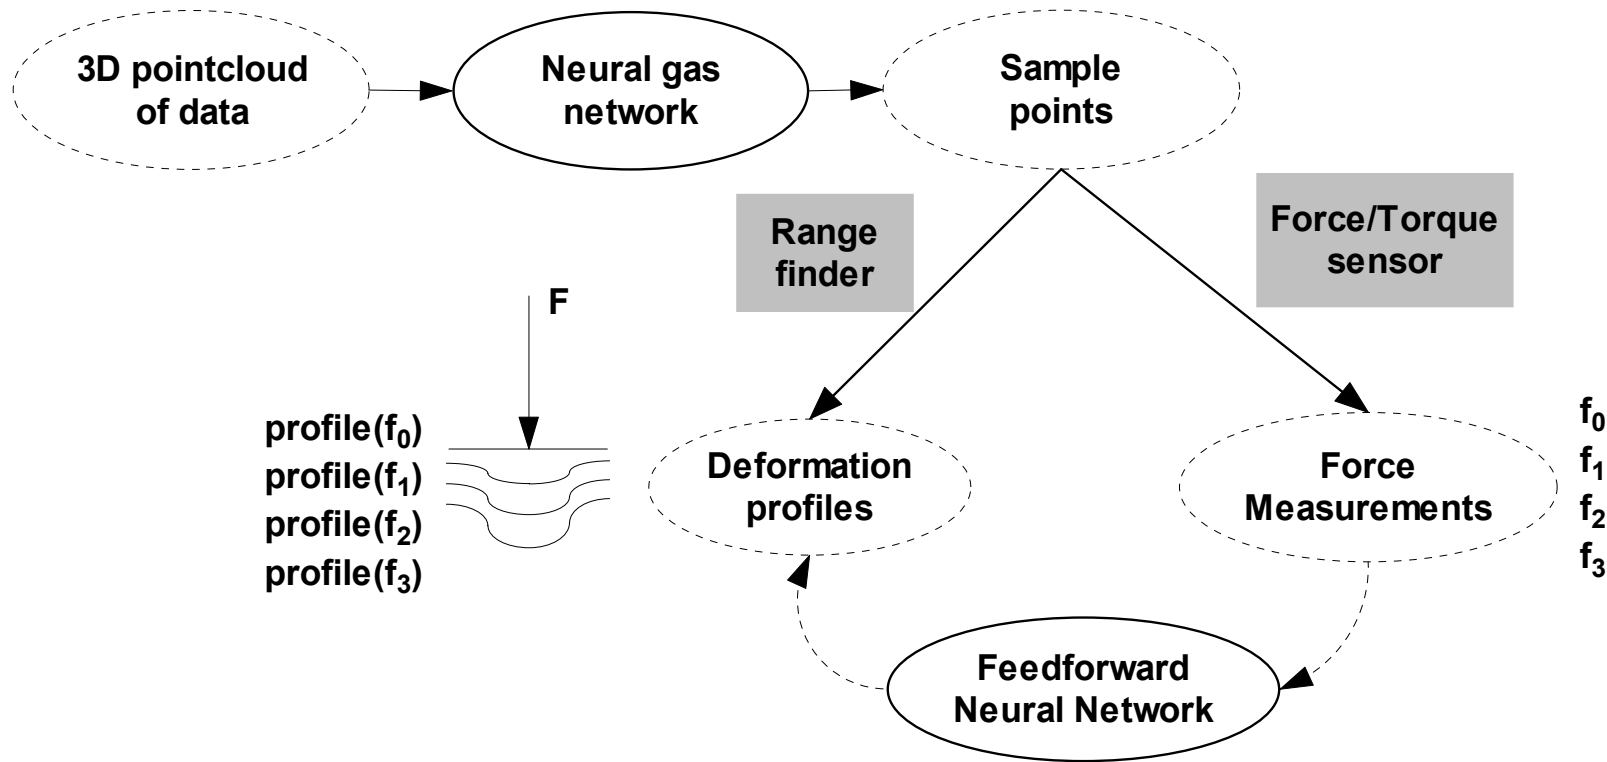 3D pointcloud
of data
Neural gas
network
Sample
points
Range
finder
Force/Torque
sensor
F
profile(f₀)
profile(f₁)
profile(f₂)
profile(f₃)
Deformation
profiles
Force
Measurements
f₀
f₁
f₂
f₃
Feedforward
Neural Network